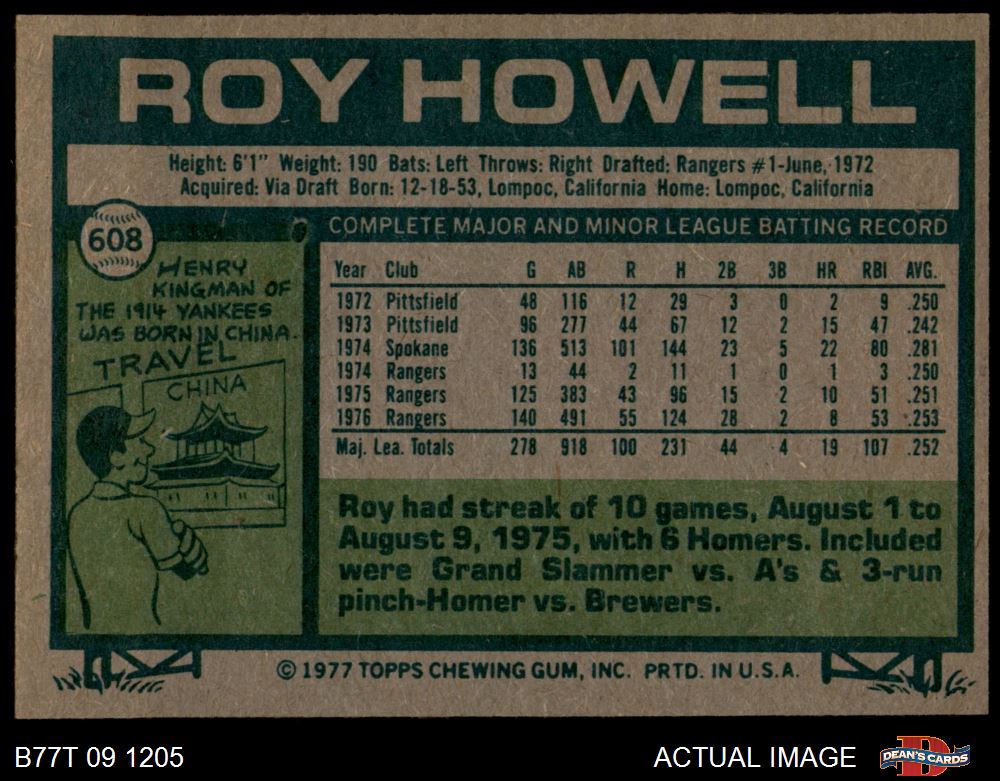 ROY HOWELL
Height: 6'1" Weight: 190 Bats: Left Throws: Right Drafted: Rangers #1-June, 1972
Acquired: Via Draft Born: 12-18-53, Lompoc, California Home: Lompoc, California
608
HENRY
KINGMAN OF
THE 1914 YANKEES
WAS BORN IN CHINA.
TRAVEL
CHINA
COMPLETE MAJOR AND MINOR LEAGUE BATTING RECORD
Year Club G AB R H 2B 3B HR RBI AVG.
1972 Pittsfield 48 116 12 29 3 0 2 9 .250
1973 Pittsfield 96 277 44 67 12 2 15 47 .242
1974 Spokane 136 513 101 144 23 5 22 80 .281
1974 Rangers 13 44 2 11 1 0 1 3 .250
1975 Rangers 125 383 43 96 15 2 10 51 .251
1976 Rangers 140 491 55 124 28 2 8 53 .253
Maj. Lea. Totals 278 918 100 231 44 4 19 107 .252
Roy had streak of 10 games, August 1 to
August 9, 1975, with 6 Homers. Included
were Grand Slammer vs. A's & 3-run
pinch-Homer vs. Brewers.
© 1977 TOPPS CHEWING GUM, INC. PRTD. IN U.S.A.
B77T 09 1205
ACTUAL IMAGE
DEAN'S CARDS